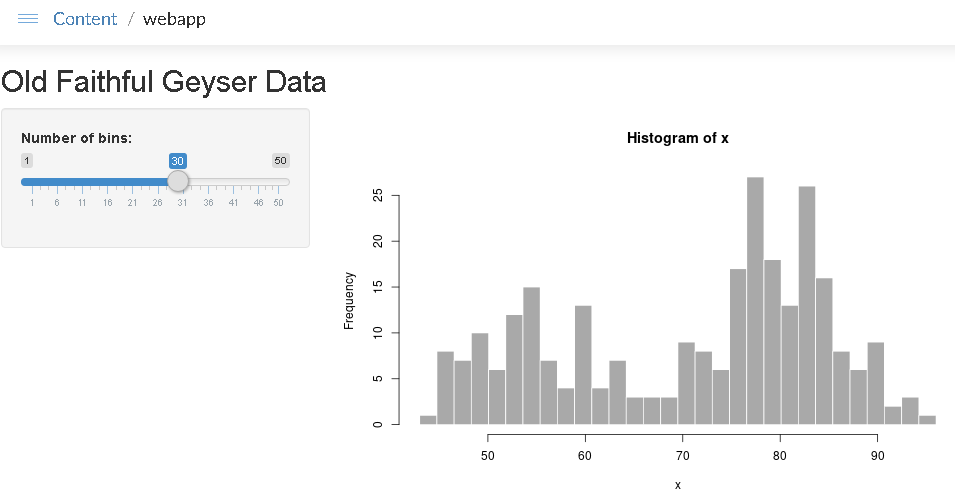 Content / webapp
Old Faithful Geyser Data
Number of bins:
1 30 50
1 6 11 16 21 26 31 36 41 46 50
Histogram of x
Frequency
25
20
15
10
5
0
50 60 70 80 90
x